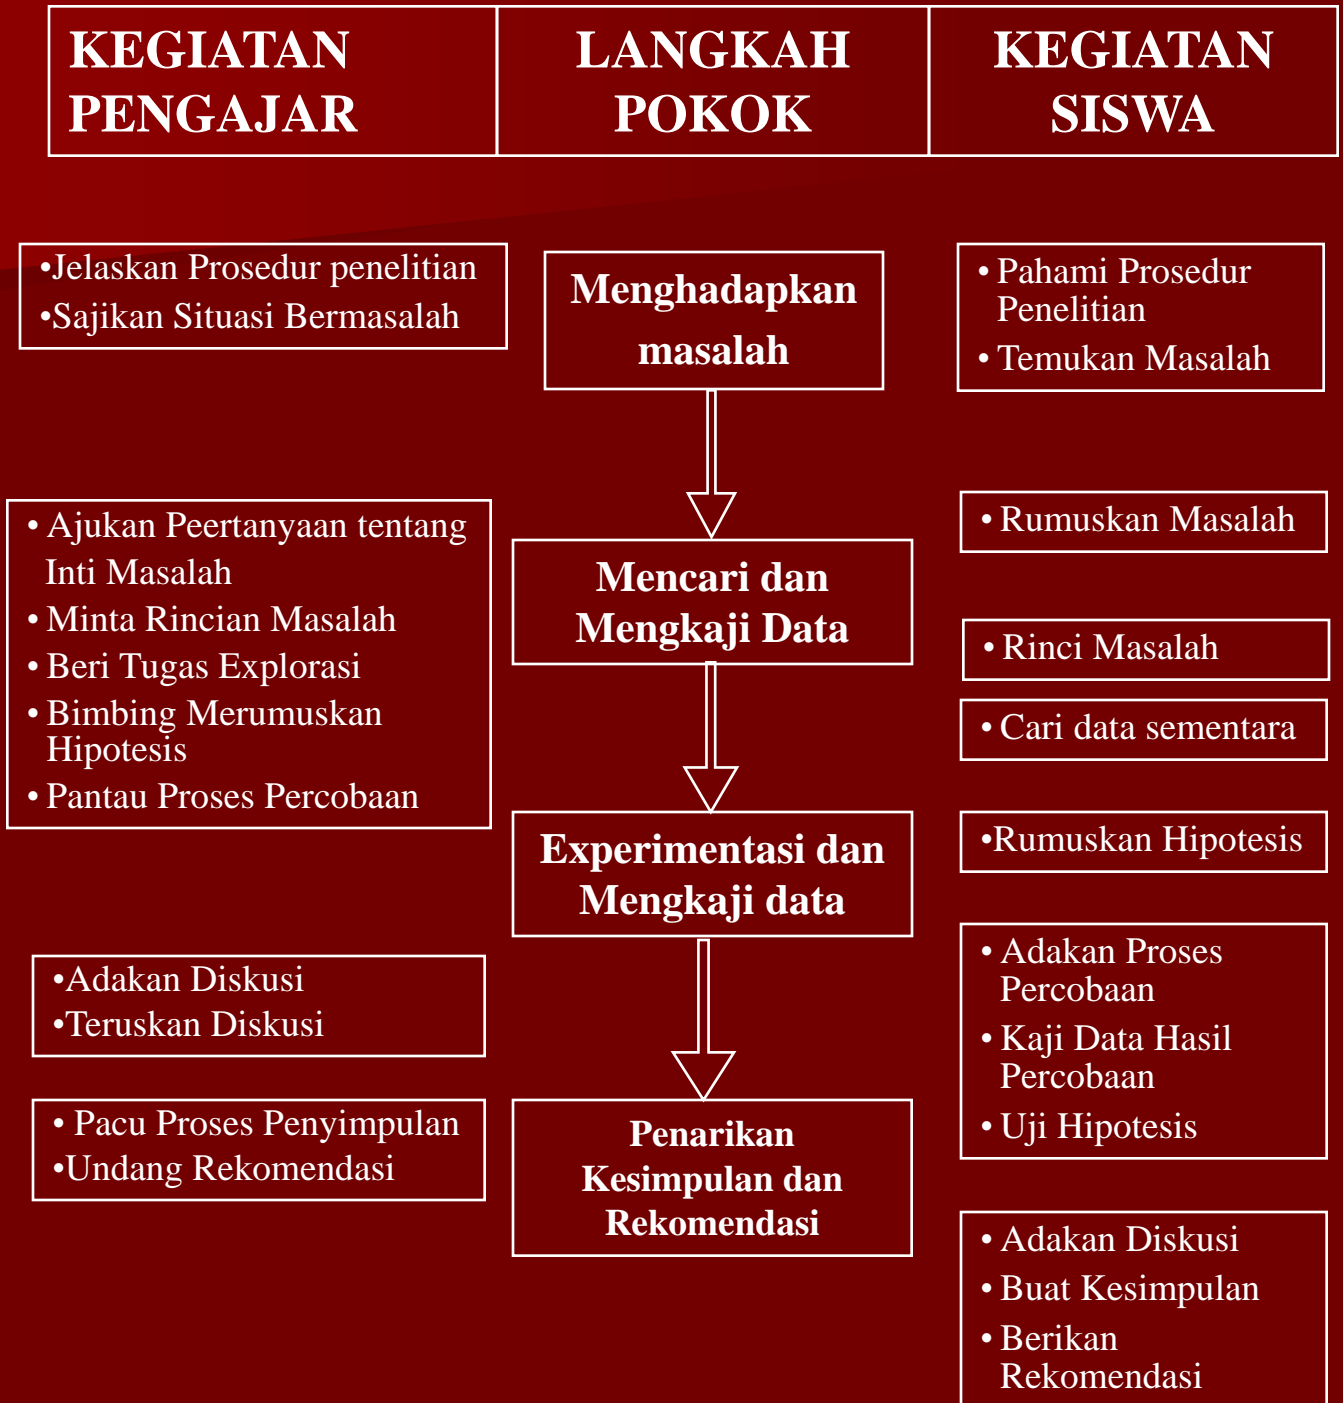 KEGIATAN
PENGAJAR
LANGKAH
POKOK
KEGIATAN
SISWA
•Jelaskan Prosedur penelitian
•Sajikan Situasi Bermasalah
Menghadapkan
masalah
• Pahami Prosedur
Penelitian
• Temukan Masalah
• Ajukan Peertanyaan tentang
Inti Masalah
• Minta Rincian Masalah
• Beri Tugas Explorasi
• Bimbing Merumuskan
Hipotesis
• Pantau Proses Percobaan
Mencari dan
Mengkaji Data
• Rumuskan Masalah
• Rinci Masalah
• Cari data sementara
Experimentasi dan
Mengkaji data
•Rumuskan Hipotesis
•Adakan Diskusi
•Teruskan Diskusi
• Adakan Proses
Percobaan
• Kaji Data Hasil
Percobaan
• Uji Hipotesis
• Pacu Proses Penyimpulan
•Undang Rekomendasi
Penarikan
Kesimpulan dan
Rekomendasi
• Adakan Diskusi
• Buat Kesimpulan
• Berikan
Rekomendasi